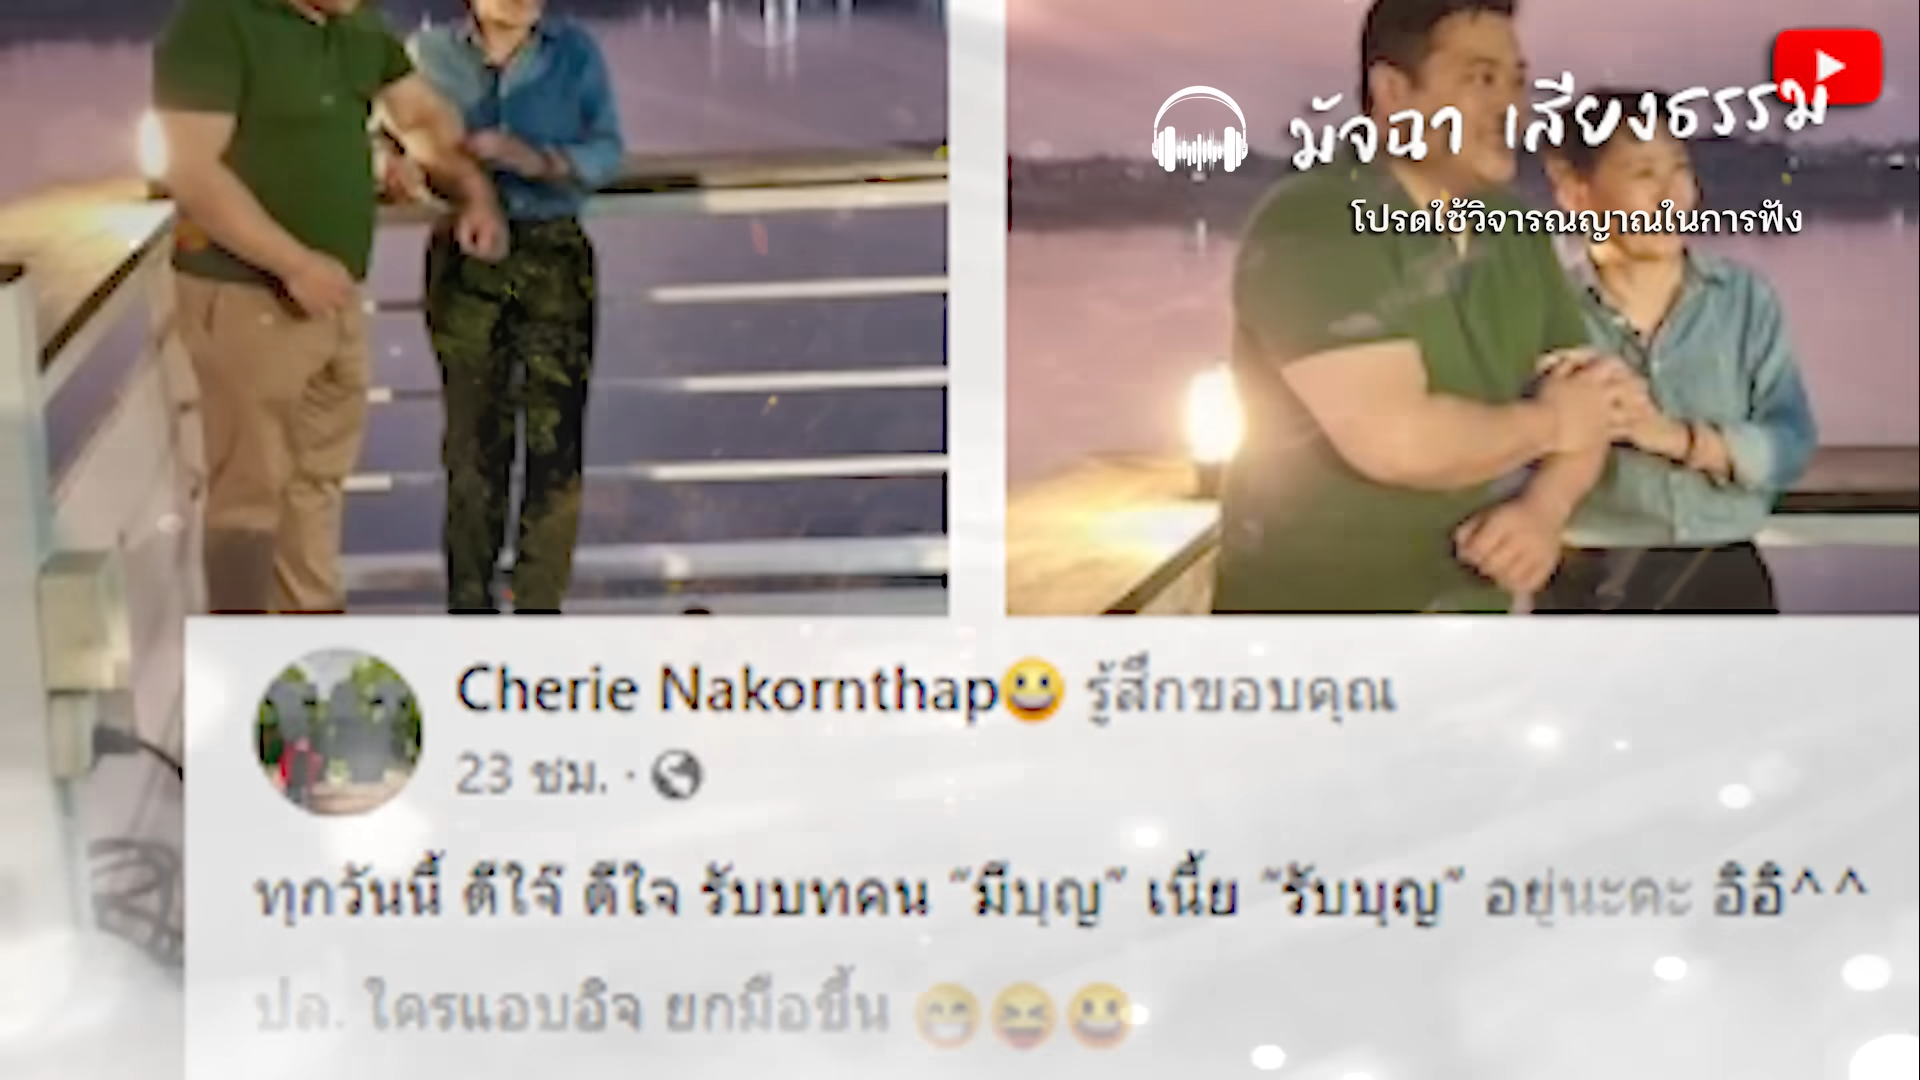 มัจฉา เสียงธรรม
โปรดใช้วิจารณญาณในการฟัง
Cherie Nakornthap😀 รู้สึกขอบคุณ
23 ชม. ·
ทุกวันนี้ ดีใจ๊ ดีใจ รับบทคน “มีบุญ” เนี้ย “รับบุญ” อยู่นะคะ อิอิ^^
ปล. ใครแอบอิจ ยกมือขึ้น 😁😆😀